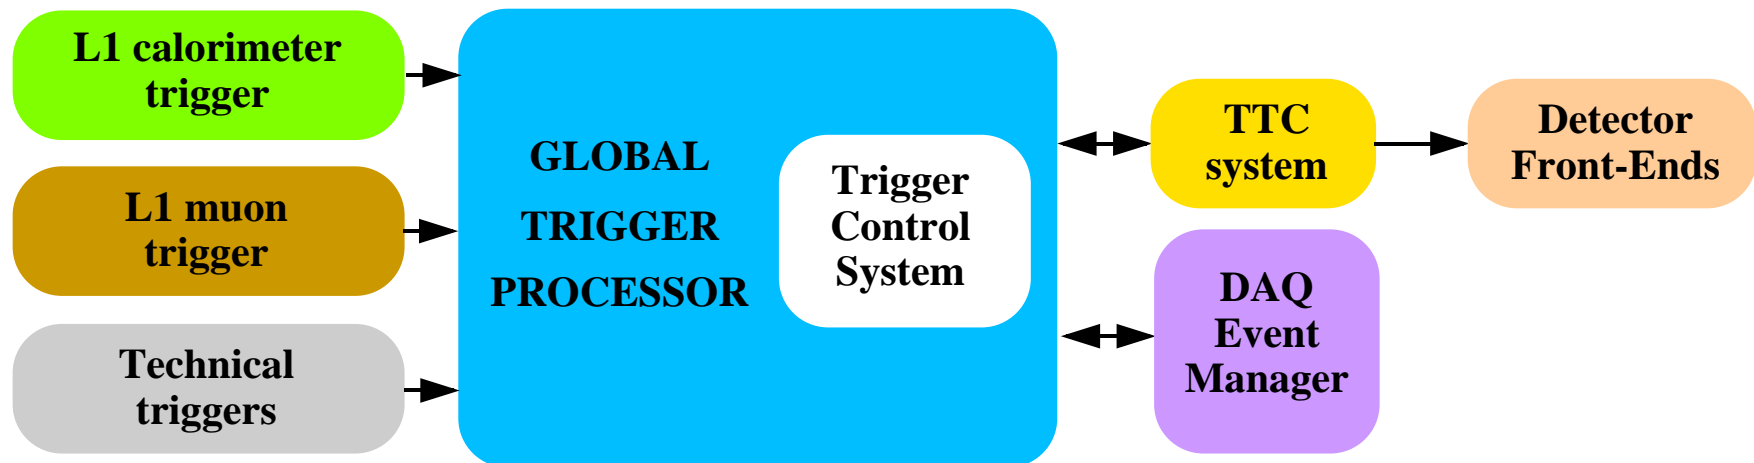 L1 calorimeter
trigger
L1 muon
trigger
Technical
triggers
GLOBAL
TRIGGER
PROCESSOR
Trigger
Control
System
TTC
system
DAQ
Event
Manager
Detector
Front-Ends